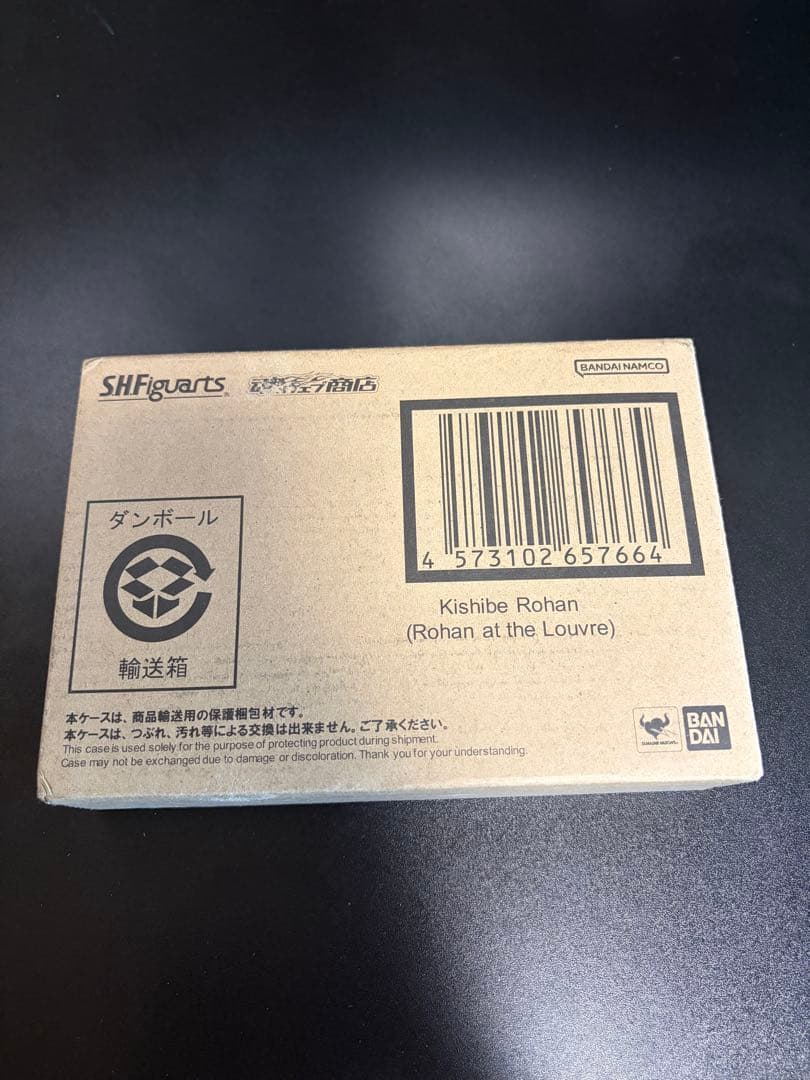 S.H.Figuarts
魂ウェブ商店
BANDAI NAMCO
4 573102 657664
Kishibe Rohan
(Rohan at the Louvre)
ダンボール
輸送箱
本ケースは、商品輸送用の保護梱包材です。
本ケースは、つぶれ、汚れ等による交換は出来ません。ご了承ください。
This case is used solely for the purpose of protecting product during shipment.
Case may not be exchanged due to damage or discoloration. Thank you for your understanding.
BAN
DAI